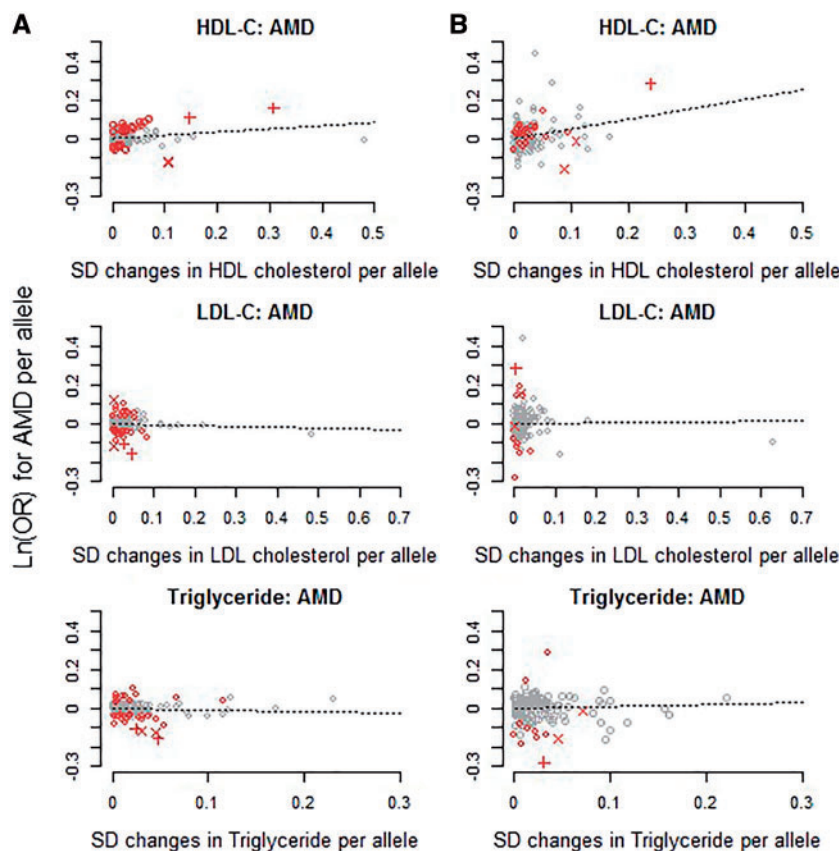 A
B
Ln(OR) for AMD per allele
HDL-C: AMD
0.4
0.2
0
-0.3
0 0.1 0.2 0.3 0.4 0.5
SD changes in HDL cholesterol per allele
HDL-C: AMD
0.4
0.2
0
-0.3
0 0.1 0.2 0.3 0.4 0.5
SD changes in HDL cholesterol per allele
LDL-C: AMD
0.4
0.2
0
-0.3
0 0.1 0.2 0.3 0.4 0.5 0.6 0.7
SD changes in LDL cholesterol per allele
LDL-C: AMD
0.4
0.2
0
-0.3
0 0.1 0.2 0.3 0.4 0.5 0.6 0.7
SD changes in LDL cholesterol per allele
Triglyceride: AMD
0.4
0.2
0
-0.3
0 0.1 0.2 0.3
SD changes in Triglyceride per allele
Triglyceride: AMD
0.4
0.2
0
-0.3
0 0.1 0.2 0.3
SD changes in Triglyceride per allele